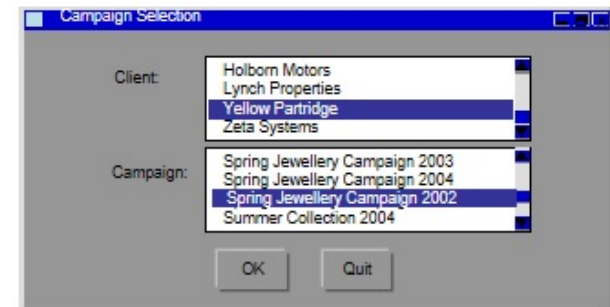 Campaign Selection
Client:
Holborn Motors
Lynch Properties
Yellow Partridge
Zeta Systems
Campaign:
Spring Jewellery Campaign 2003
Spring Jewellery Campaign 2004
Spring Jewellery Campaign 2002
Summer Collection 2004
OK
Quit